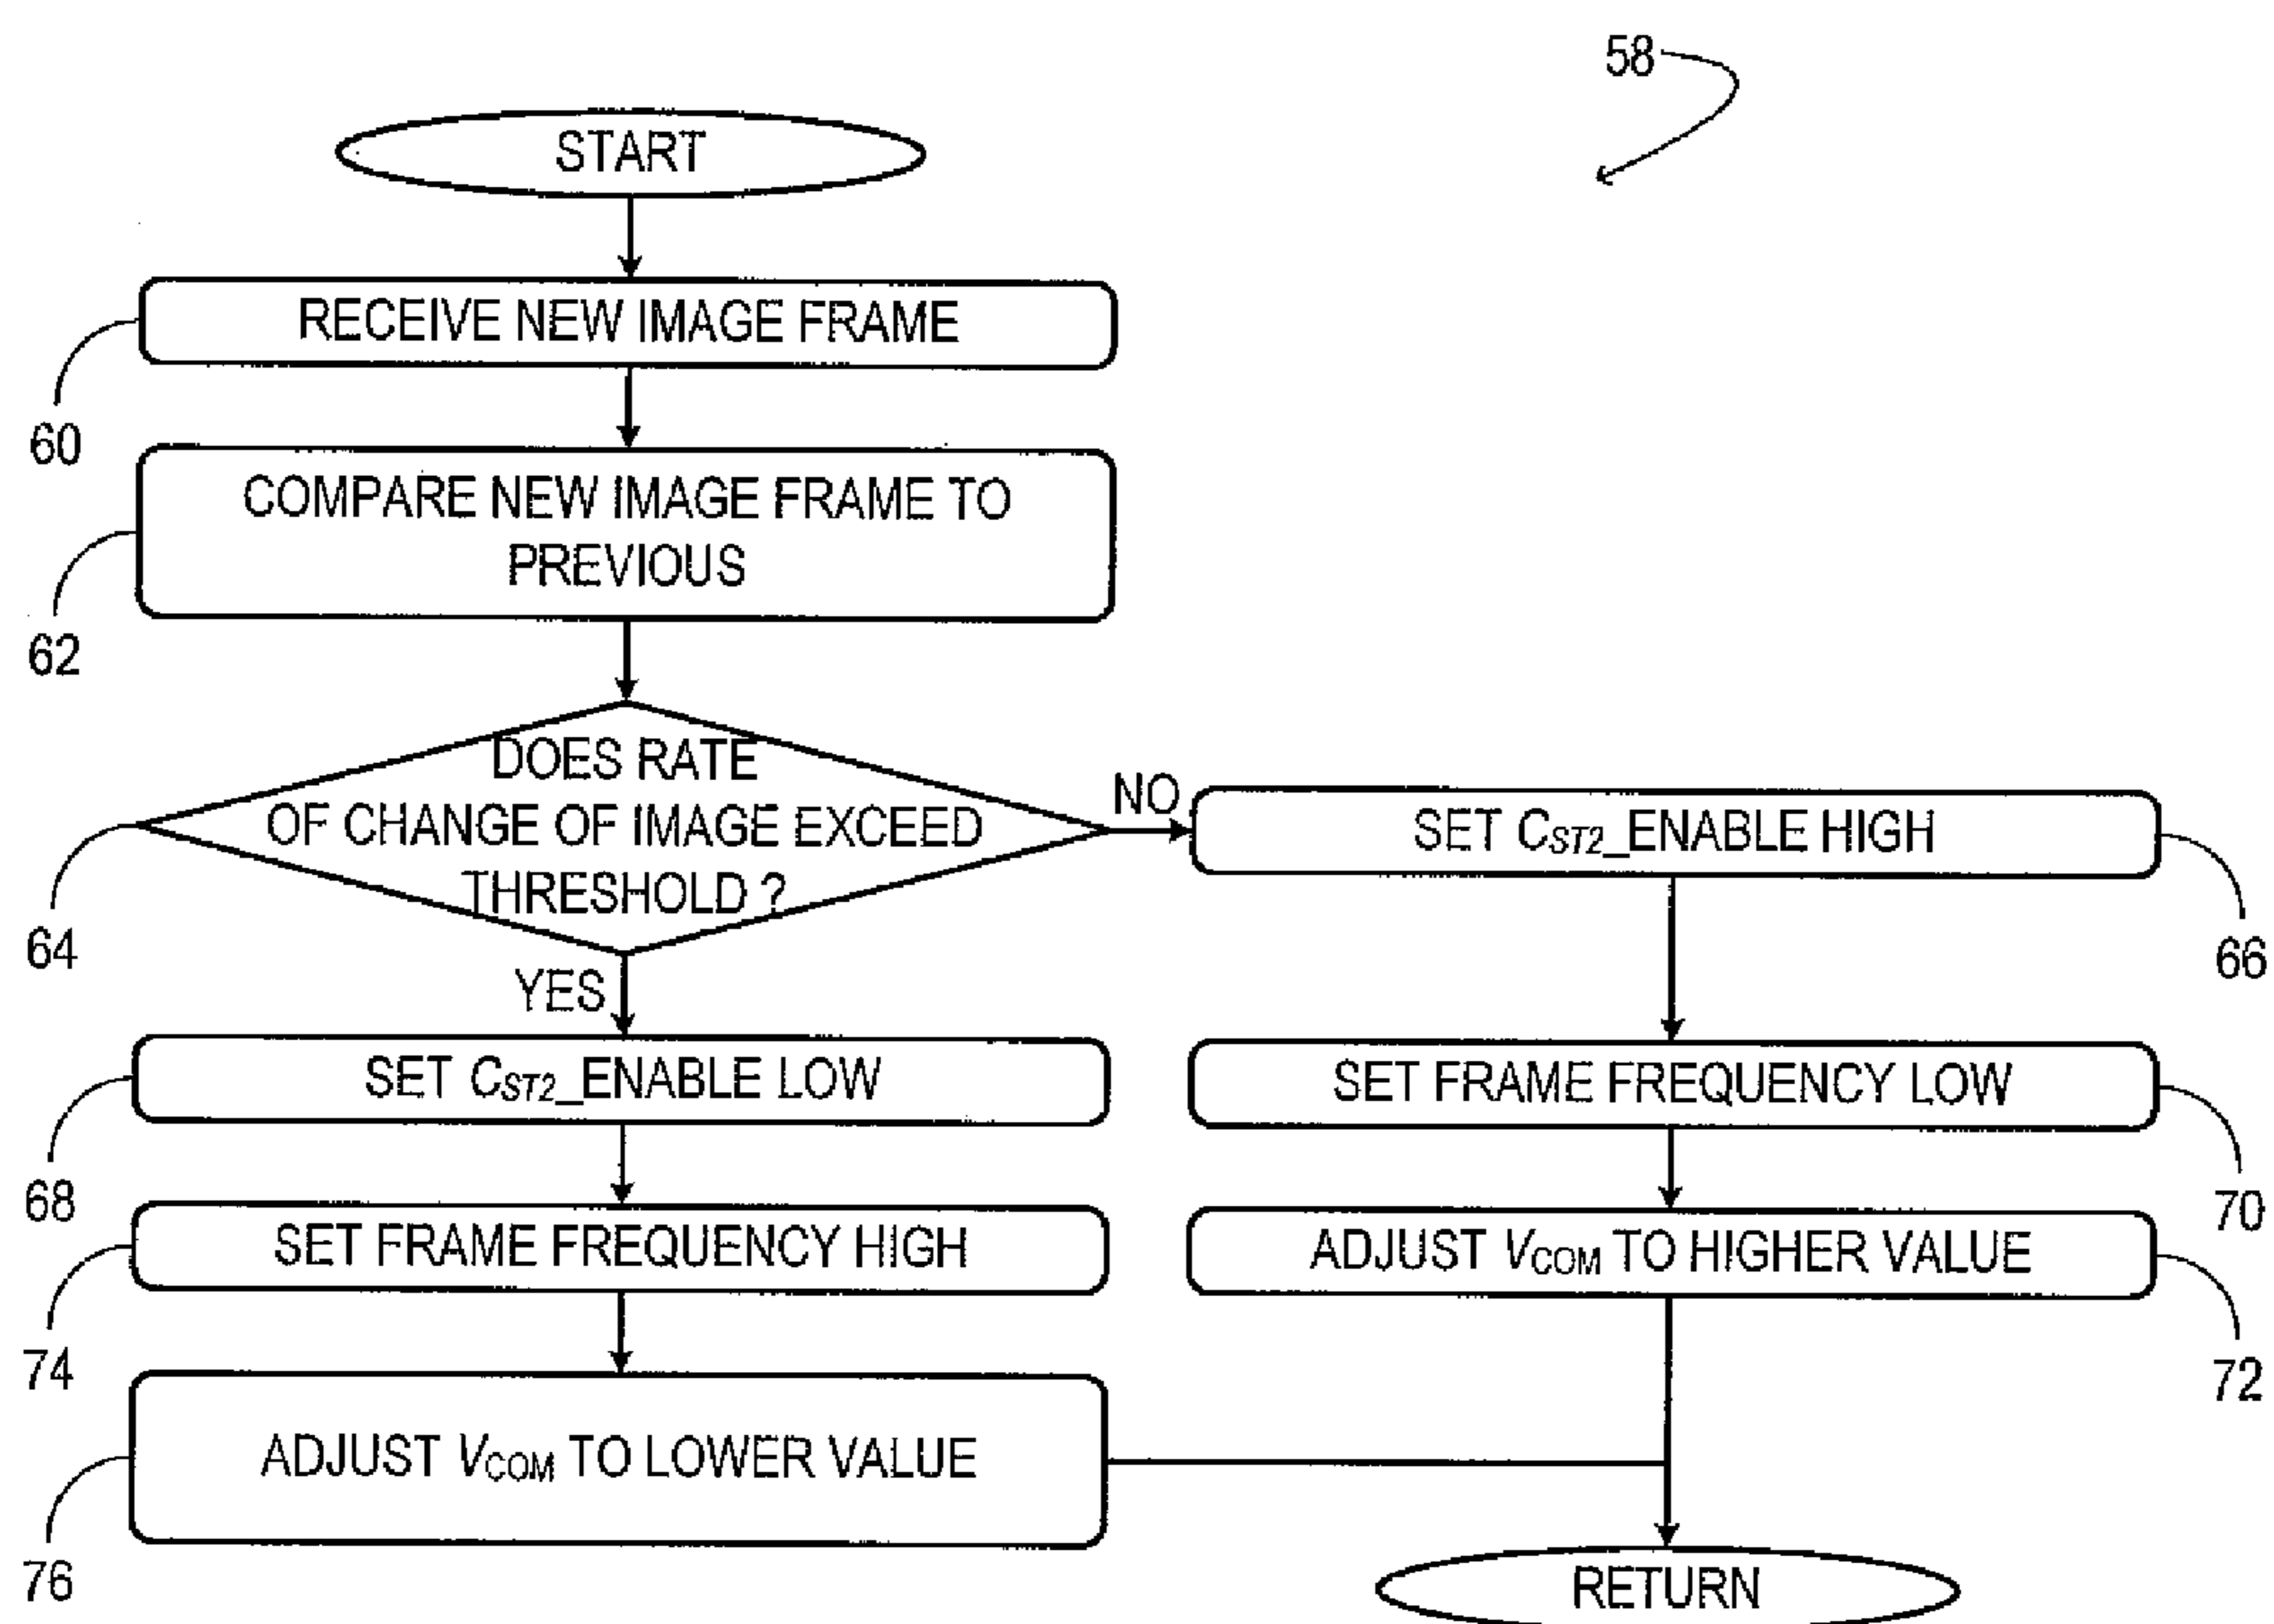 58
START
RECEIVE NEW IMAGE FRAME
60
COMPARE NEW IMAGE FRAME TO
PREVIOUS
62
DOES RATE
OF CHANGE OF IMAGE EXCEED
THRESHOLD ?
64
NO
SET CST2_ENABLE HIGH
66
YES
SET CST2_ENABLE LOW
68
SET FRAME FREQUENCY LOW
70
SET FRAME FREQUENCY HIGH
74
ADJUST VCOM TO HIGHER VALUE
72
ADJUST VCOM TO LOWER VALUE
76
RETURN